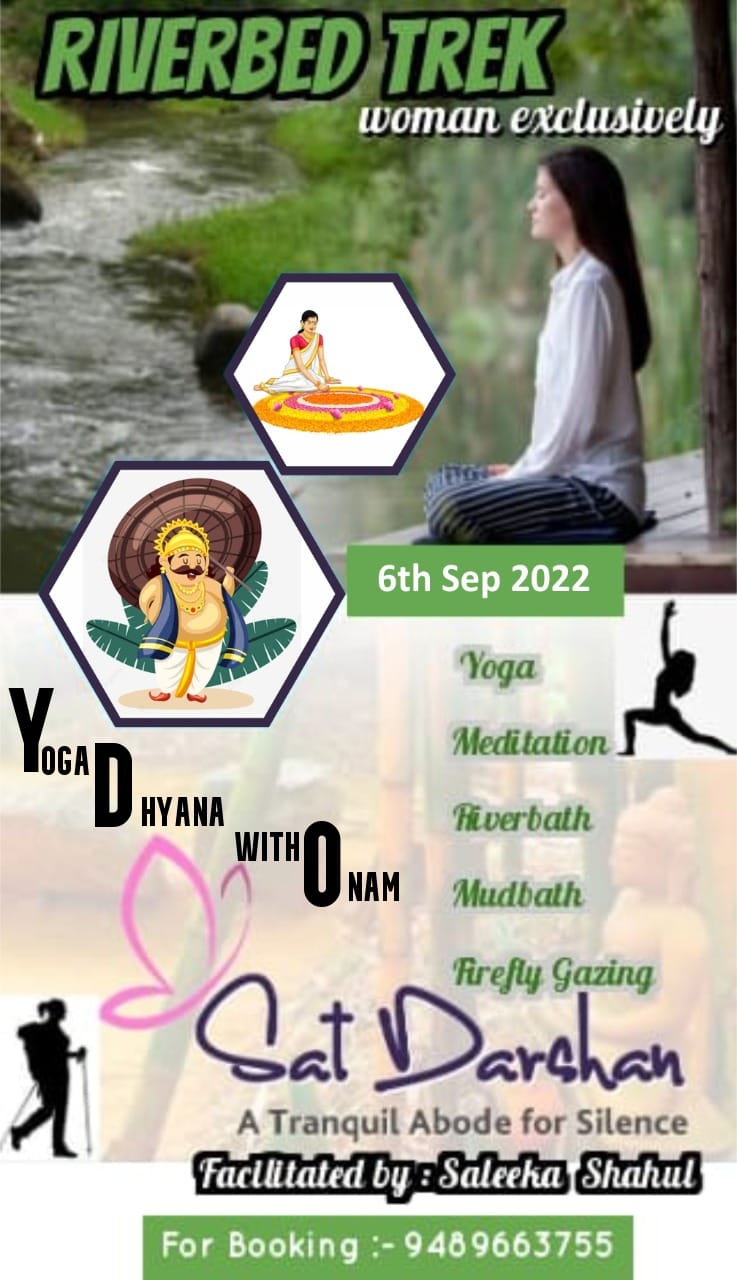 RIVERBED TREK
woman exclusively
6th Sep 2022
Yoga
Meditation
Riverbath
Mudbath
Firefly Gazing
YOGA DHYANA
WITH ONAM
Sat Darshan
A Tranquil Abode for Silence
Facilitated by : Saleeka Shahul
For Booking :- 9489663755